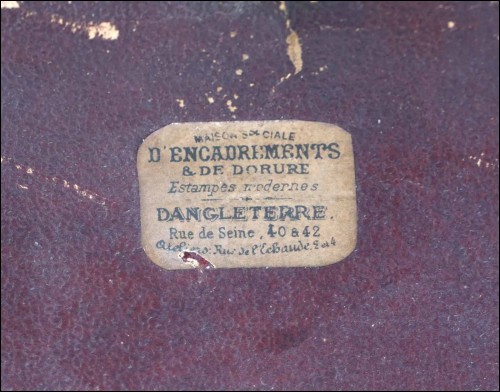 MAISON SPÉCIALE
D'ENCADREMENTS
& DE DORURE
Estampes modernes
DANGLETERRE.
Rue de Seine, 40 & 42
Ateliers: Rue de l'Echaudé. 2 et 4